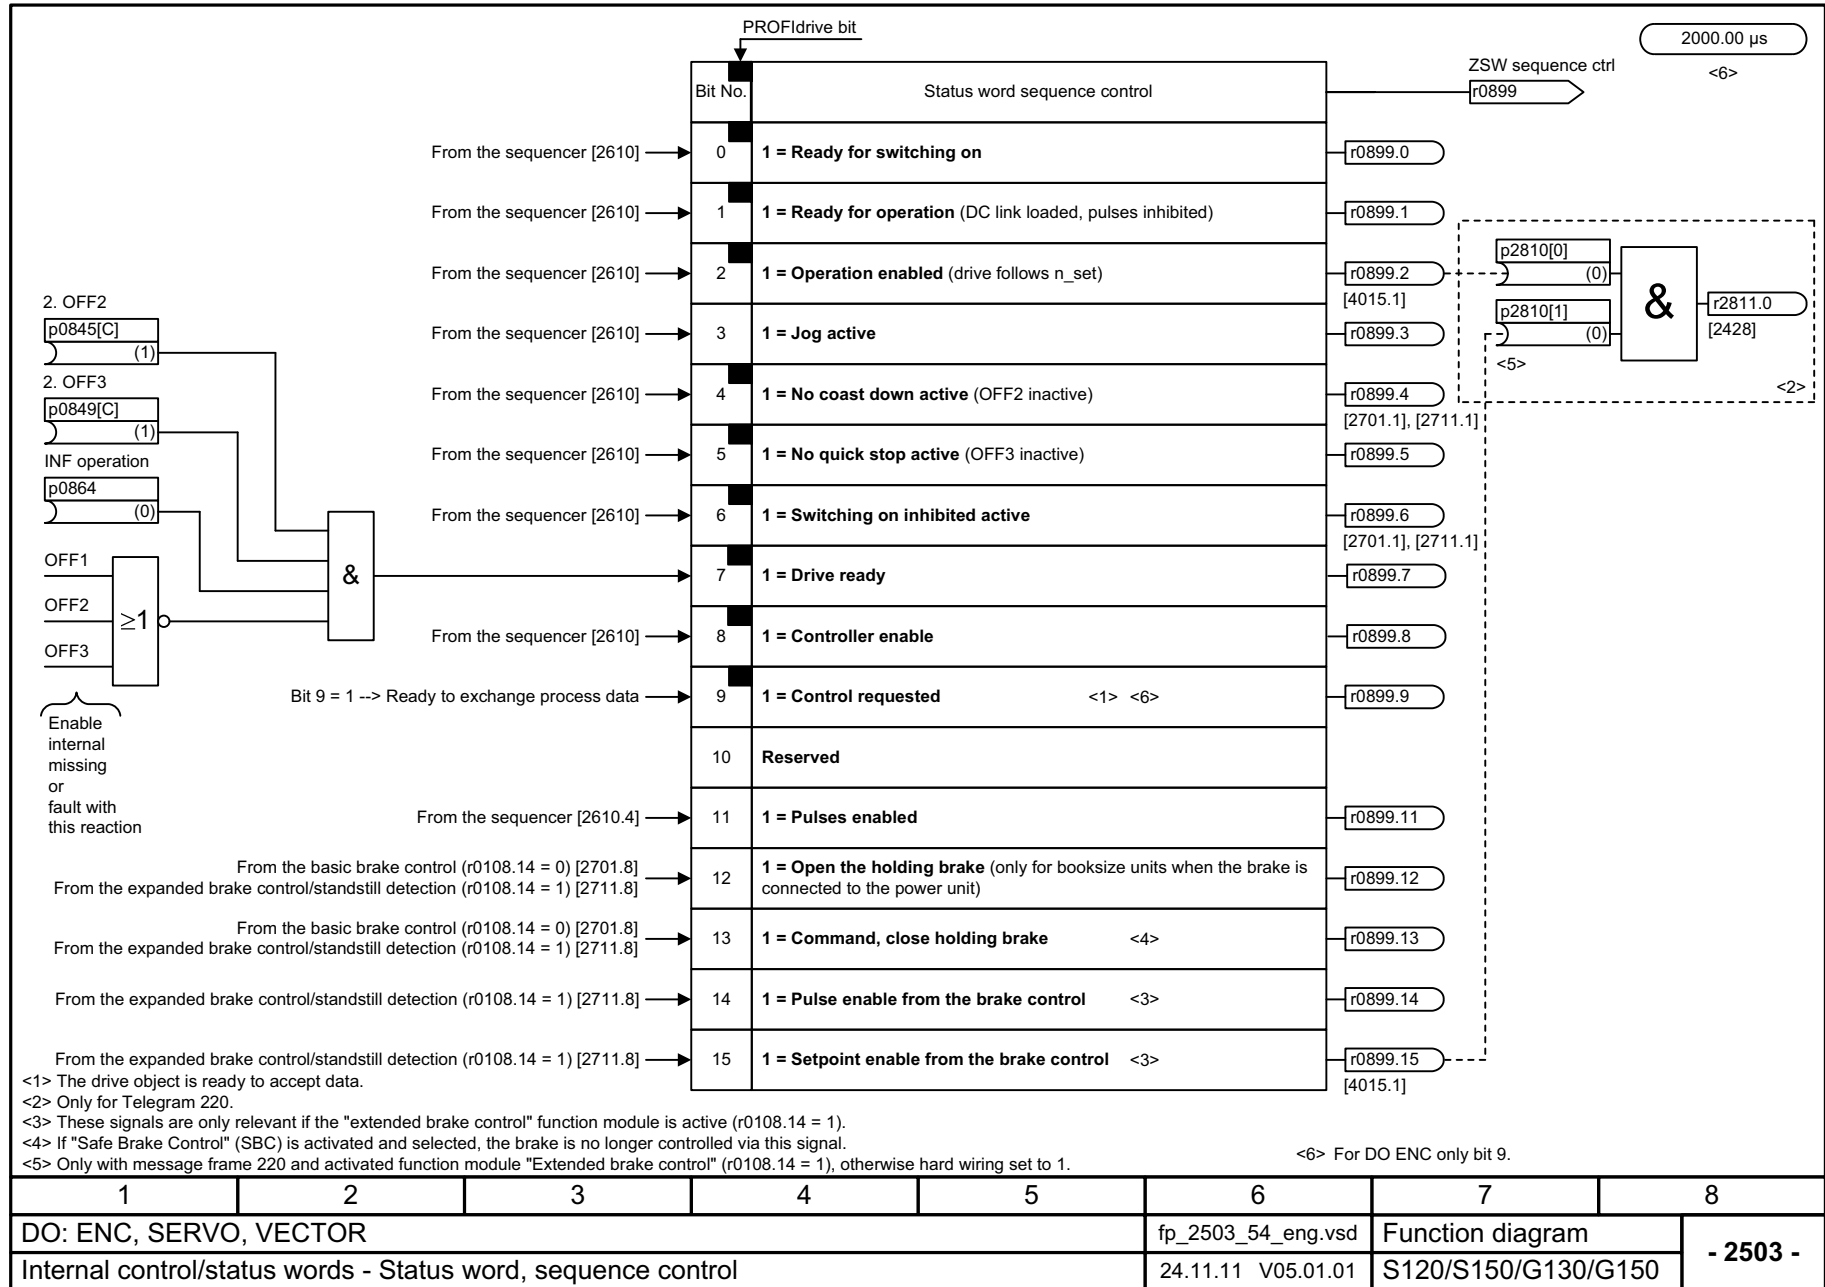 PROFIdrive bit
2000.00 µs
<6>
ZSW sequence ctrl
r0899
Bit No.
Status word sequence control
From the sequencer [2610]
0
1 = Ready for switching on
r0899.0
From the sequencer [2610]
1
1 = Ready for operation (DC link loaded, pulses inhibited)
r0899.1
From the sequencer [2610]
2
1 = Operation enabled (drive follows n_set)
r0899.2
[4015.1]
p2810[0]
(0)
p2810[1]
(0)
<5>
&
r2811.0
[2428]
<2>
2. OFF2
p0845[C]
(1)
From the sequencer [2610]
3
1 = Jog active
r0899.3
2. OFF3
p0849[C]
(1)
From the sequencer [2610]
4
1 = No coast down active (OFF2 inactive)
r0899.4
[2701.1], [2711.1]
INF operation
p0864
(0)
From the sequencer [2610]
5
1 = No quick stop active (OFF3 inactive)
r0899.5
From the sequencer [2610]
6
1 = Switching on inhibited active
r0899.6
[2701.1], [2711.1]
OFF1
OFF2
OFF3
≥1
&
7
1 = Drive ready
r0899.7
From the sequencer [2610]
8
1 = Controller enable
r0899.8
Enable
internal
missing
or
fault with
this reaction
Bit 9 = 1 --> Ready to exchange process data
9
1 = Control requested <1> <6>
r0899.9
10
Reserved
From the sequencer [2610.4]
11
1 = Pulses enabled
r0899.11
From the basic brake control (r0108.14 = 0) [2701.8]
From the expanded brake control/standstill detection (r0108.14 = 1) [2711.8]
12
1 = Open the holding brake (only for booksize units when the brake is
connected to the power unit)
r0899.12
From the basic brake control (r0108.14 = 0) [2701.8]
From the expanded brake control/standstill detection (r0108.14 = 1) [2711.8]
13
1 = Command, close holding brake <4>
r0899.13
From the expanded brake control/standstill detection (r0108.14 = 1) [2711.8]
14
1 = Pulse enable from the brake control <3>
r0899.14
From the expanded brake control/standstill detection (r0108.14 = 1) [2711.8]
15
1 = Setpoint enable from the brake control <3>
r0899.15
[4015.1]
<1> The drive object is ready to accept data.
<2> Only for Telegram 220.
<3> These signals are only relevant if the "extended brake control" function module is active (r0108.14 = 1).
<4> If "Safe Brake Control" (SBC) is activated and selected, the brake is no longer controlled via this signal.
<5> Only with message frame 220 and activated function module "Extended brake control" (r0108.14 = 1), otherwise hard wiring set to 1.
<6> For DO ENC only bit 9.
1 2 3 4 5 6 7 8
DO: ENC, SERVO, VECTOR
fp_2503_54_eng.vsd
Function diagram
- 2503 -
Internal control/status words - Status word, sequence control
24.11.11 V05.01.01
S120/S150/G130/G150